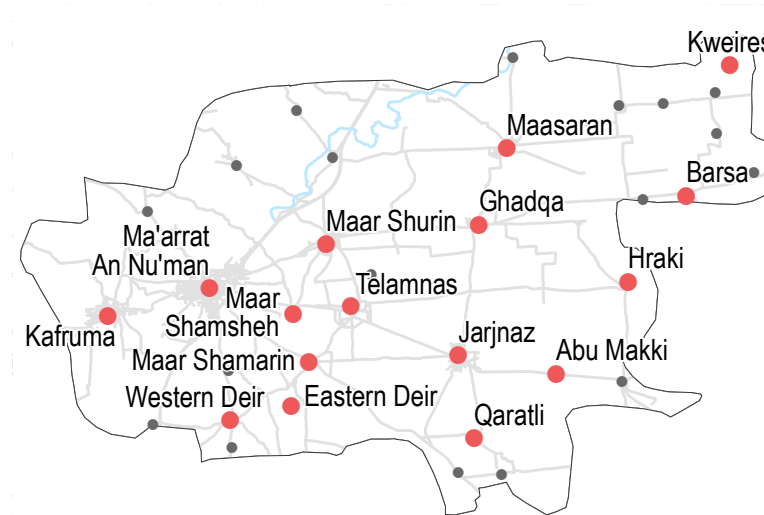 Kweires
Maasaran
Barsa
Ghadqa
Maar Shurin
Ma'arrat
An Nu'man
Hraki
Telamnas
Maar
Shamsheh
Kafruma
Jarjnaz
Abu Makki
Maar Shamarin
Western Deir
Eastern Deir
Qaratli